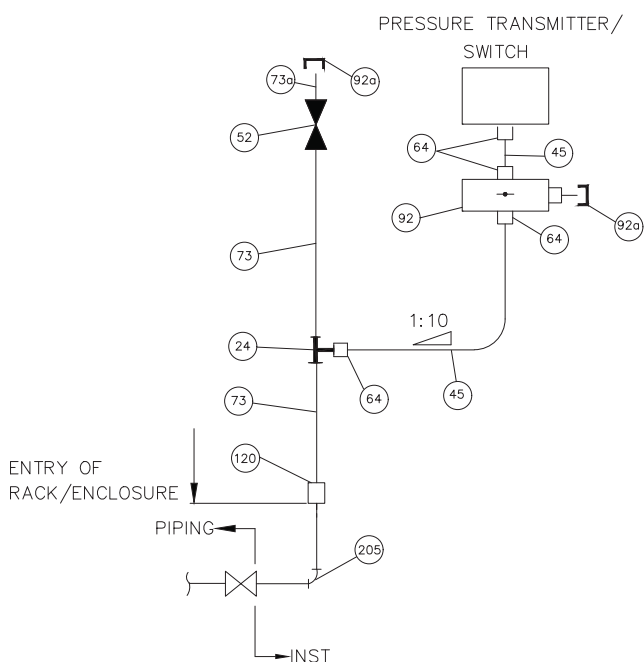 PRESSURE TRANSMITTER/
SWITCH
73a
92a
52
64
45
92
92a
64
73
1:10
24
64
45
73
120
ENTRY OF
RACK/ENCLOSURE
PIPING
205
INST